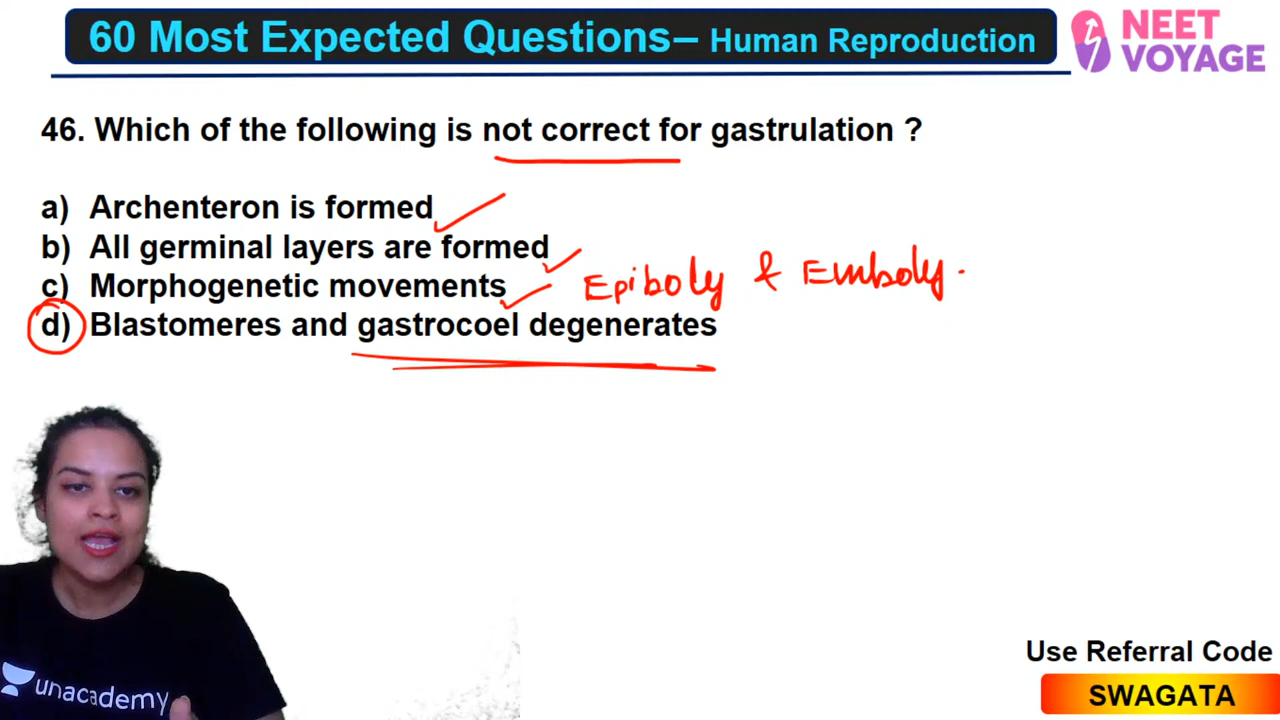 60 Most Expected Questions– Human Reproduction
NEET
VOYAGE
46. Which of the following is not correct for gastrulation ?
a) Archenteron is formed
b) All germinal layers are formed
c) Morphogenetic movements Epiboly & Emboly.
d) Blastomeres and gastrocoel degenerates
unacademy
Use Referral Code
SWAGATA